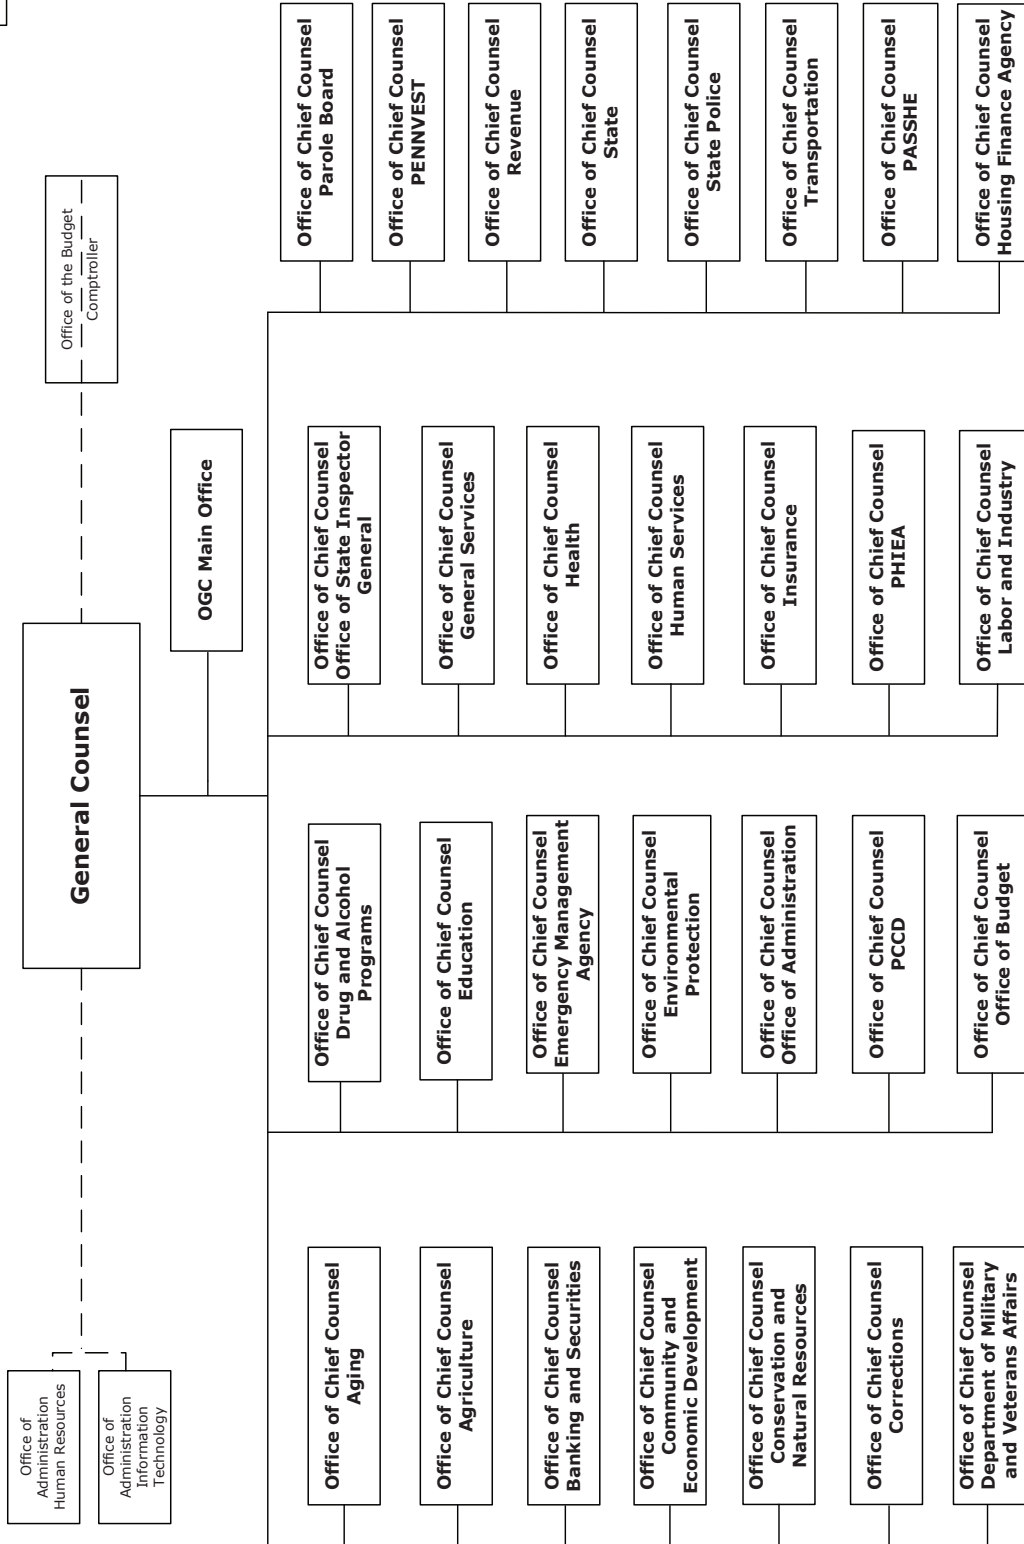 Office of
Administration
Human Resources
Office of
Administration
Information
Technology
General Counsel
Office of the Budget
Comptroller
OGC Main Office
Office of Chief Counsel
Aging
Office of Chief Counsel
Agriculture
Office of Chief Counsel
Banking and Securities
Office of Chief Counsel
Community and
Economic Development
Office of Chief Counsel
Conservation and
Natural Resources
Office of Chief Counsel
Corrections
Office of Chief Counsel
Department of Military
and Veterans Affairs
Office of Chief Counsel
Drug and Alcohol
Programs
Office of Chief Counsel
Education
Office of Chief Counsel
Emergency Management
Agency
Office of Chief Counsel
Environmental
Protection
Office of Chief Counsel
Office of Administration
Office of Chief Counsel
PCCD
Office of Chief Counsel
Office of Budget
Office of Chief Counsel
Office of State Inspector
General
Office of Chief Counsel
General Services
Office of Chief Counsel
Health
Office of Chief Counsel
Human Services
Office of Chief Counsel
Insurance
Office of Chief Counsel
PHIEA
Office of Chief Counsel
Labor and Industry
Office of Chief Counsel
Parole Board
Office of Chief Counsel
PENNVEST
Office of Chief Counsel
Revenue
Office of Chief Counsel
State
Office of Chief Counsel
State Police
Office of Chief Counsel
Transportation
Office of Chief Counsel
PASSHE
Office of Chief Counsel
Housing Finance Agency